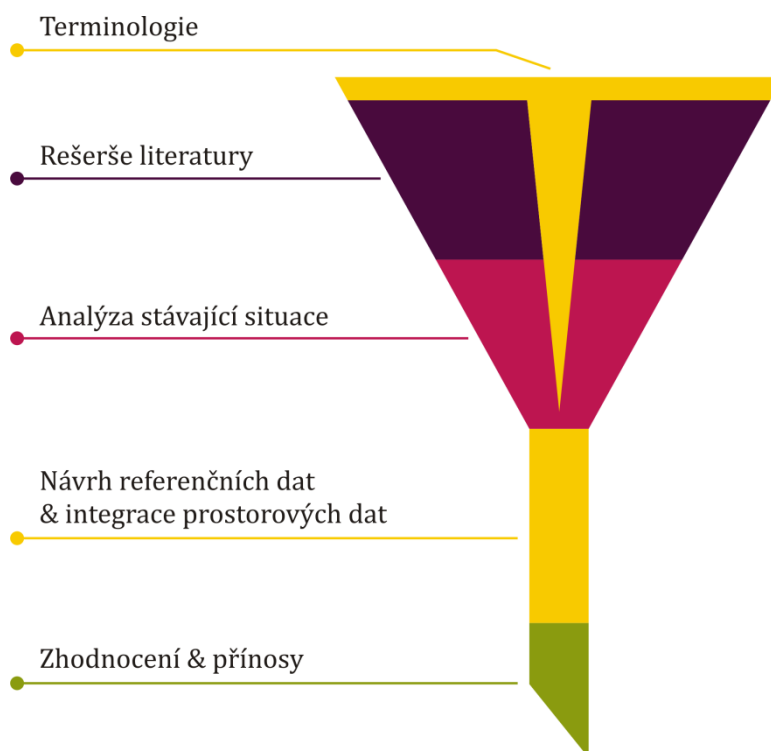 Terminologie
Rešerše literatury
Analýza stávající situace
Návrh referenčních dat
& integrace prostorových dat
Zhodnocení & přínosy